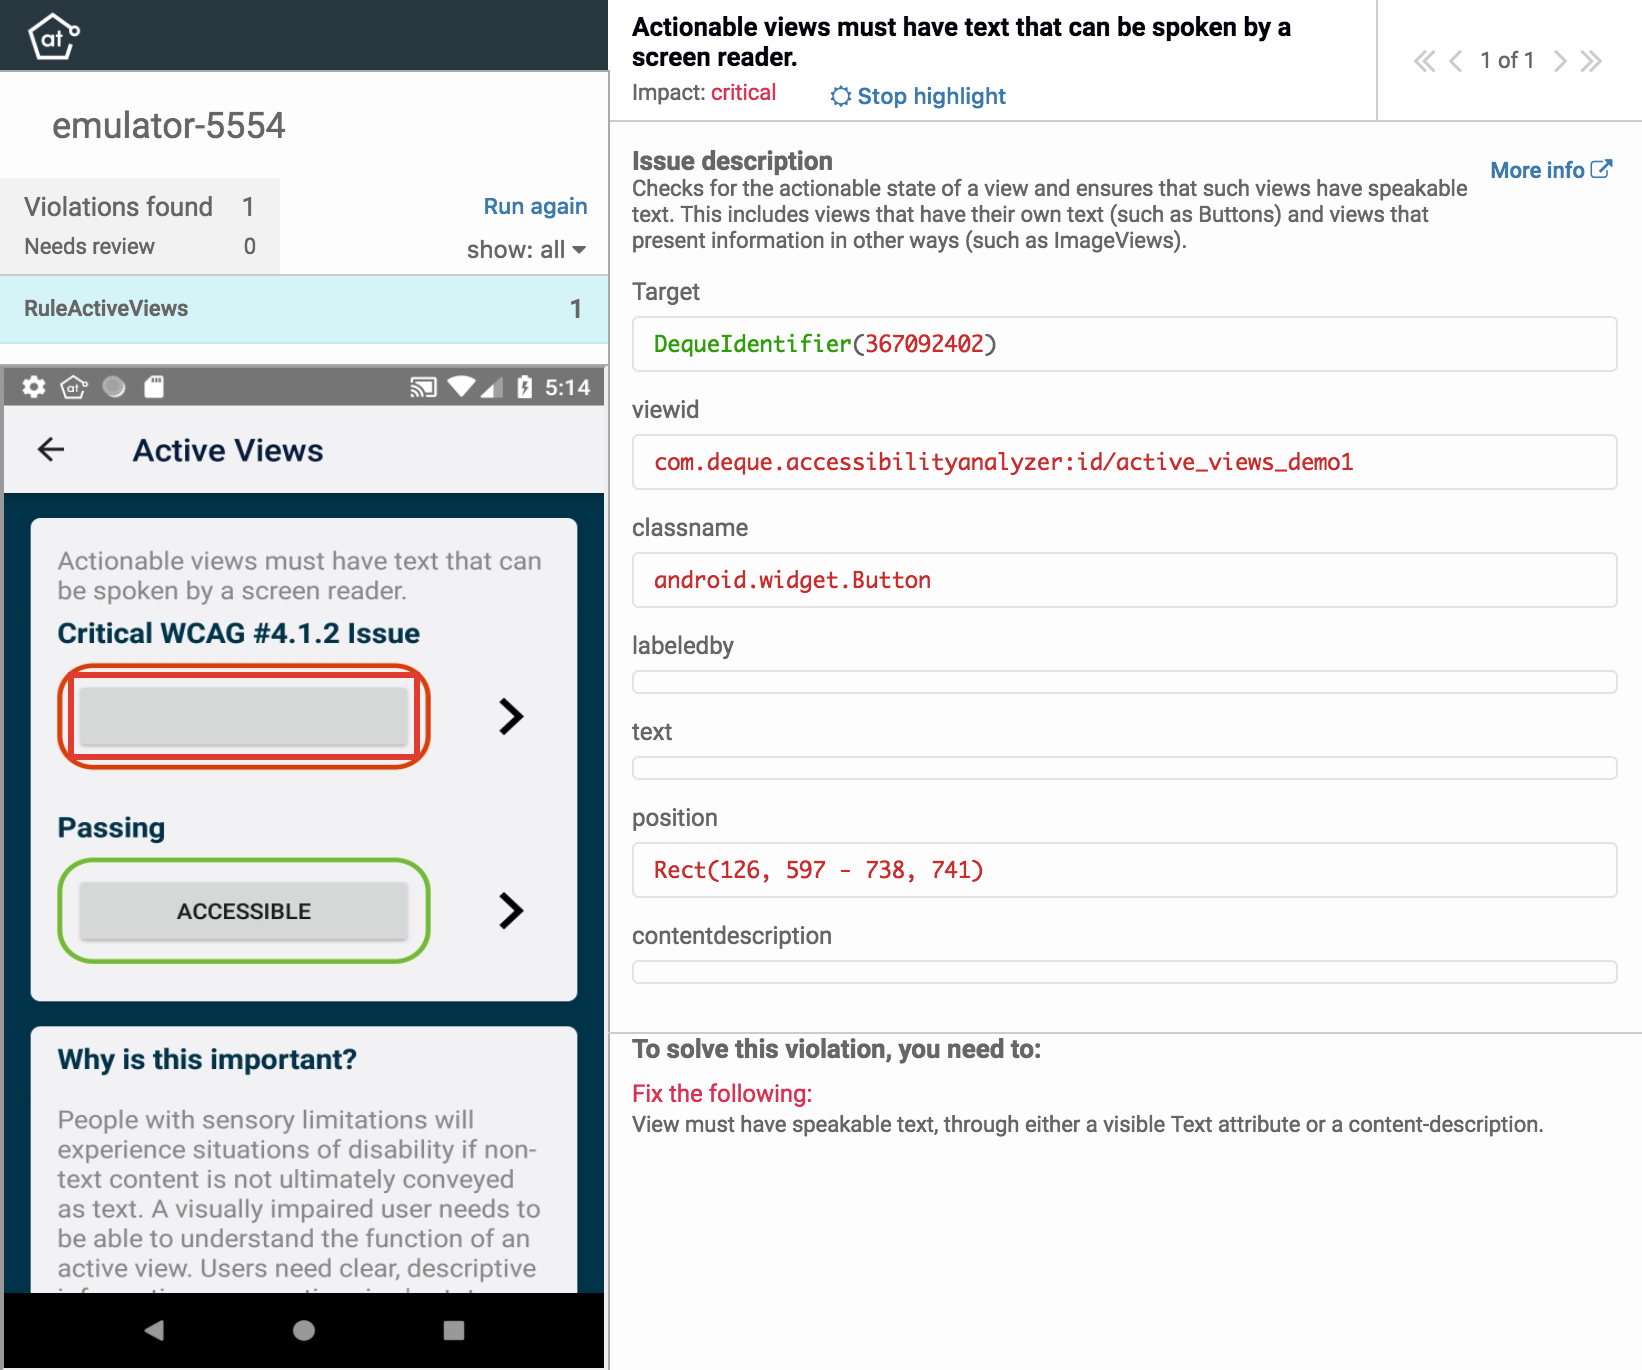 at
emulator-5554
Violations found 1
Needs review 0
Run again
show: all
RuleActiveViews 1
at 5:14
Active Views
Actionable views must have text that can
be spoken by a screen reader.
Critical WCAG #4.1.2 Issue
Passing
ACCESSIBLE
Why is this important?
People with sensory limitations will
experience situations of disability if non-
text content is not ultimately conveyed
as text. A visually impaired user needs to
be able to understand the function of an
active view. Users need clear, descriptive
Actionable views must have text that can be spoken by a
screen reader.
Impact: critical
Stop highlight
1 of 1
Issue description
More info
Checks for the actionable state of a view and ensures that such views have speakable
text. This includes views that have their own text (such as Buttons) and views that
present information in other ways (such as ImageViews).
Target
DequeIdentifier(367092402)
viewid
com.deque.accessibilityanalyzer:id/active_views_demo1
classname
android.widget.Button
labeledby
text
position
Rect(126, 597 - 738, 741)
contentdescription
To solve this violation, you need to:
Fix the following:
View must have speakable text, through either a visible Text attribute or a content-description.